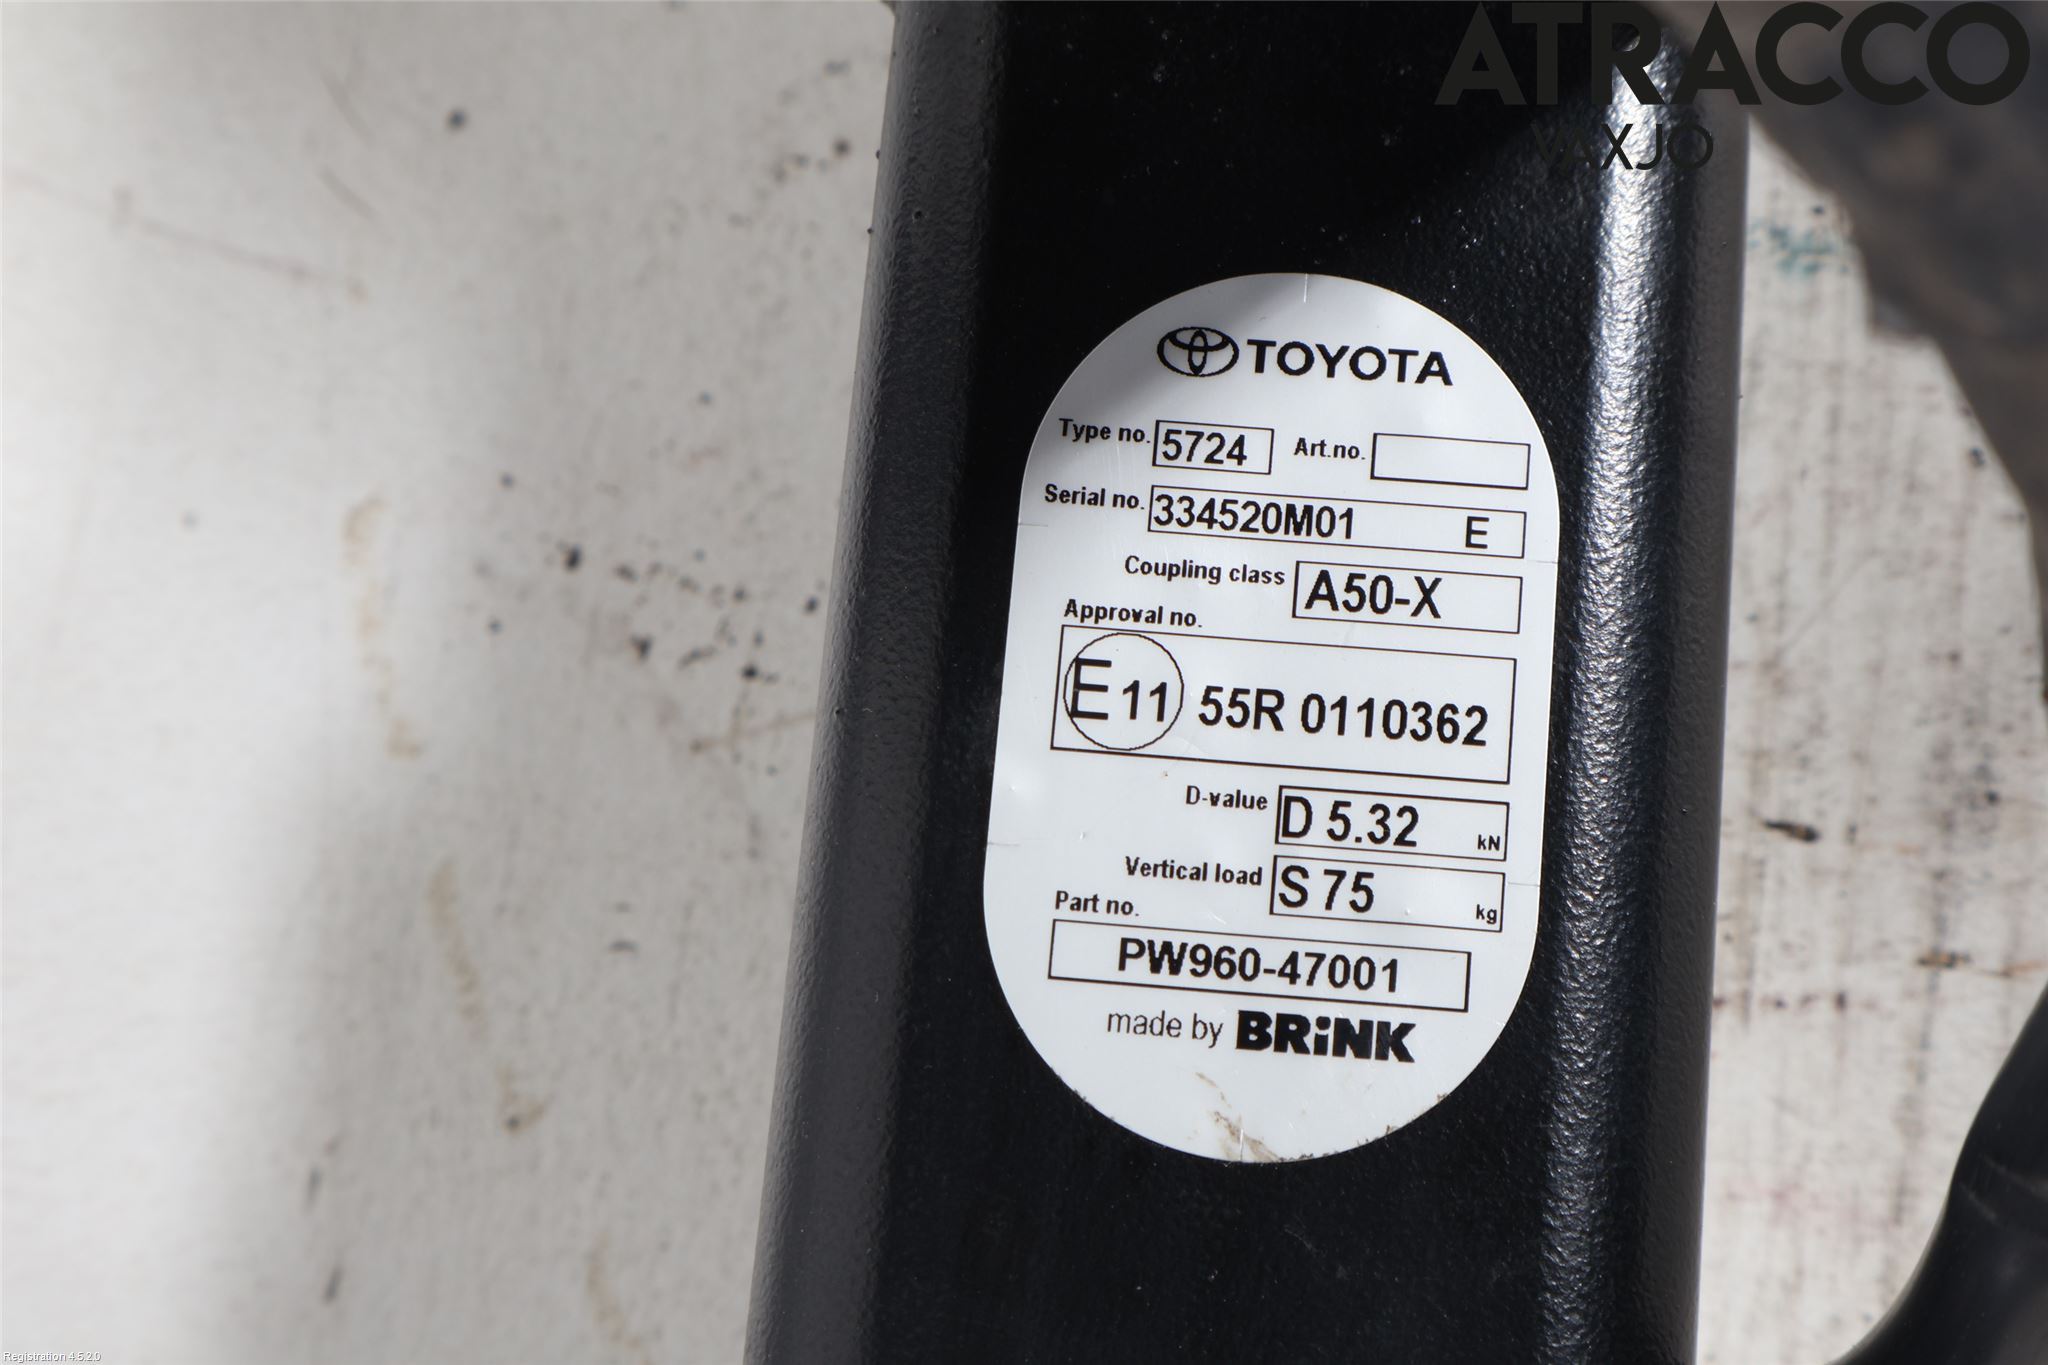 ATRACCO
VÄXJÖ
TOYOTA
Type no. 5724 Art.no.
Serial no. 334520M01 E
Coupling class A50-X
Approval no.
E11 55R 0110362
D-value D 5.32 kN
Vertical load S 75 kg
Part no.
PW960-47001
made by BRiNK
Registration 4.5.2.0